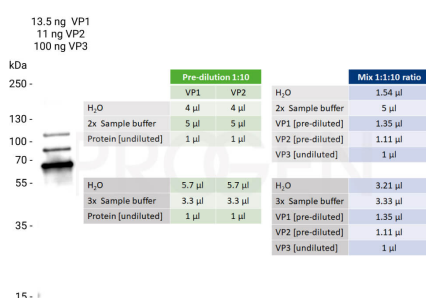 13.5 ng VP1
11 ng VP2
100 ng VP3
kDa
250 -
130 -
100 -
70 -
55 -
35 -
15 -
Pre-dilution 1:10
VP1 VP2
H₂O 4 µl 4 µl
2x Sample buffer 5 µl 5 µl
Protein [undiluted] 1 µl 1 µl
Mix 1:1:10 ratio
H₂O 1.54 µl
2x Sample buffer 5 µl
VP1 [pre-diluted] 1.35 µl
VP2 [pre-diluted] 1.11 µl
VP3 [undiluted] 1 µl
H₂O 5.7 µl 5.7 µl
3x Sample buffer 3.3 µl 3.3 µl
Protein [undiluted] 1 µl 1 µl
H₂O 3.21 µl
3x Sample buffer 3.33 µl
VP1 [pre-diluted] 1.35 µl
VP2 [pre-diluted] 1.11 µl
VP3 [undiluted] 1 µl
PROGEN